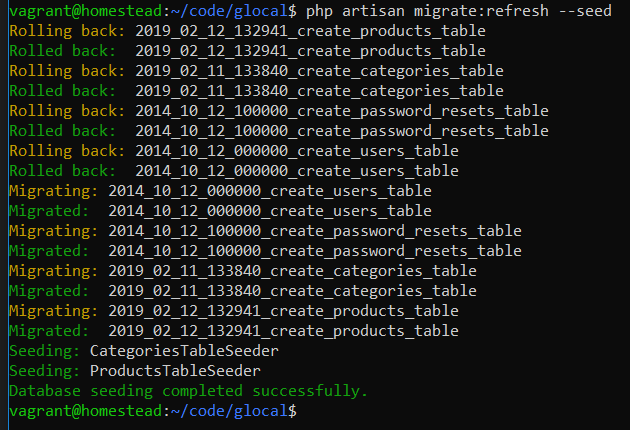 vagrant@homestead:~/code/glocal$ php artisan migrate:refresh --seed
Rolling back: 2019_02_12_132941_create_products_table
Rolled back:  2019_02_12_132941_create_products_table
Rolling back: 2019_02_11_133840_create_categories_table
Rolled back:  2019_02_11_133840_create_categories_table
Rolling back: 2014_10_12_100000_create_password_resets_table
Rolled back:  2014_10_12_100000_create_password_resets_table
Rolling back: 2014_10_12_000000_create_users_table
Rolled back:  2014_10_12_000000_create_users_table
Migrating: 2014_10_12_000000_create_users_table
Migrated:  2014_10_12_000000_create_users_table
Migrating: 2014_10_12_100000_create_password_resets_table
Migrated:  2014_10_12_100000_create_password_resets_table
Migrating: 2019_02_11_133840_create_categories_table
Migrated:  2019_02_11_133840_create_categories_table
Migrating: 2019_02_12_132941_create_products_table
Migrated:  2019_02_12_132941_create_products_table
Seeding: CategoriesTableSeeder
Seeding: ProductsTableSeeder
Database seeding completed successfully.
vagrant@homestead:~/code/glocal$